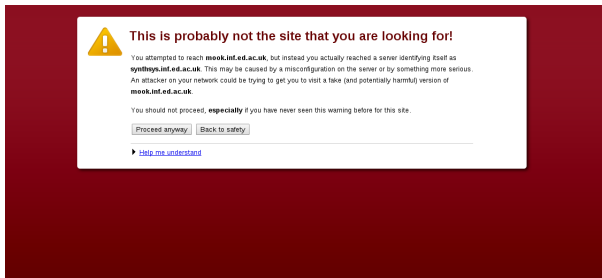 This is probably not the site that you are looking for!
You attempted to reach mook.inf.ed.ac.uk, but instead you actually reached a server identifying itself as
synthsys.inf.ed.ac.uk. This may be caused by a misconfiguration on the server or by something more serious.
An attacker on your network could be trying to get you to visit a fake (and potentially harmful) version of
mook.inf.ed.ac.uk.
You should not proceed, especially if you have never seen this warning before for this site.
Proceed anyway Back to safety
Help me understand